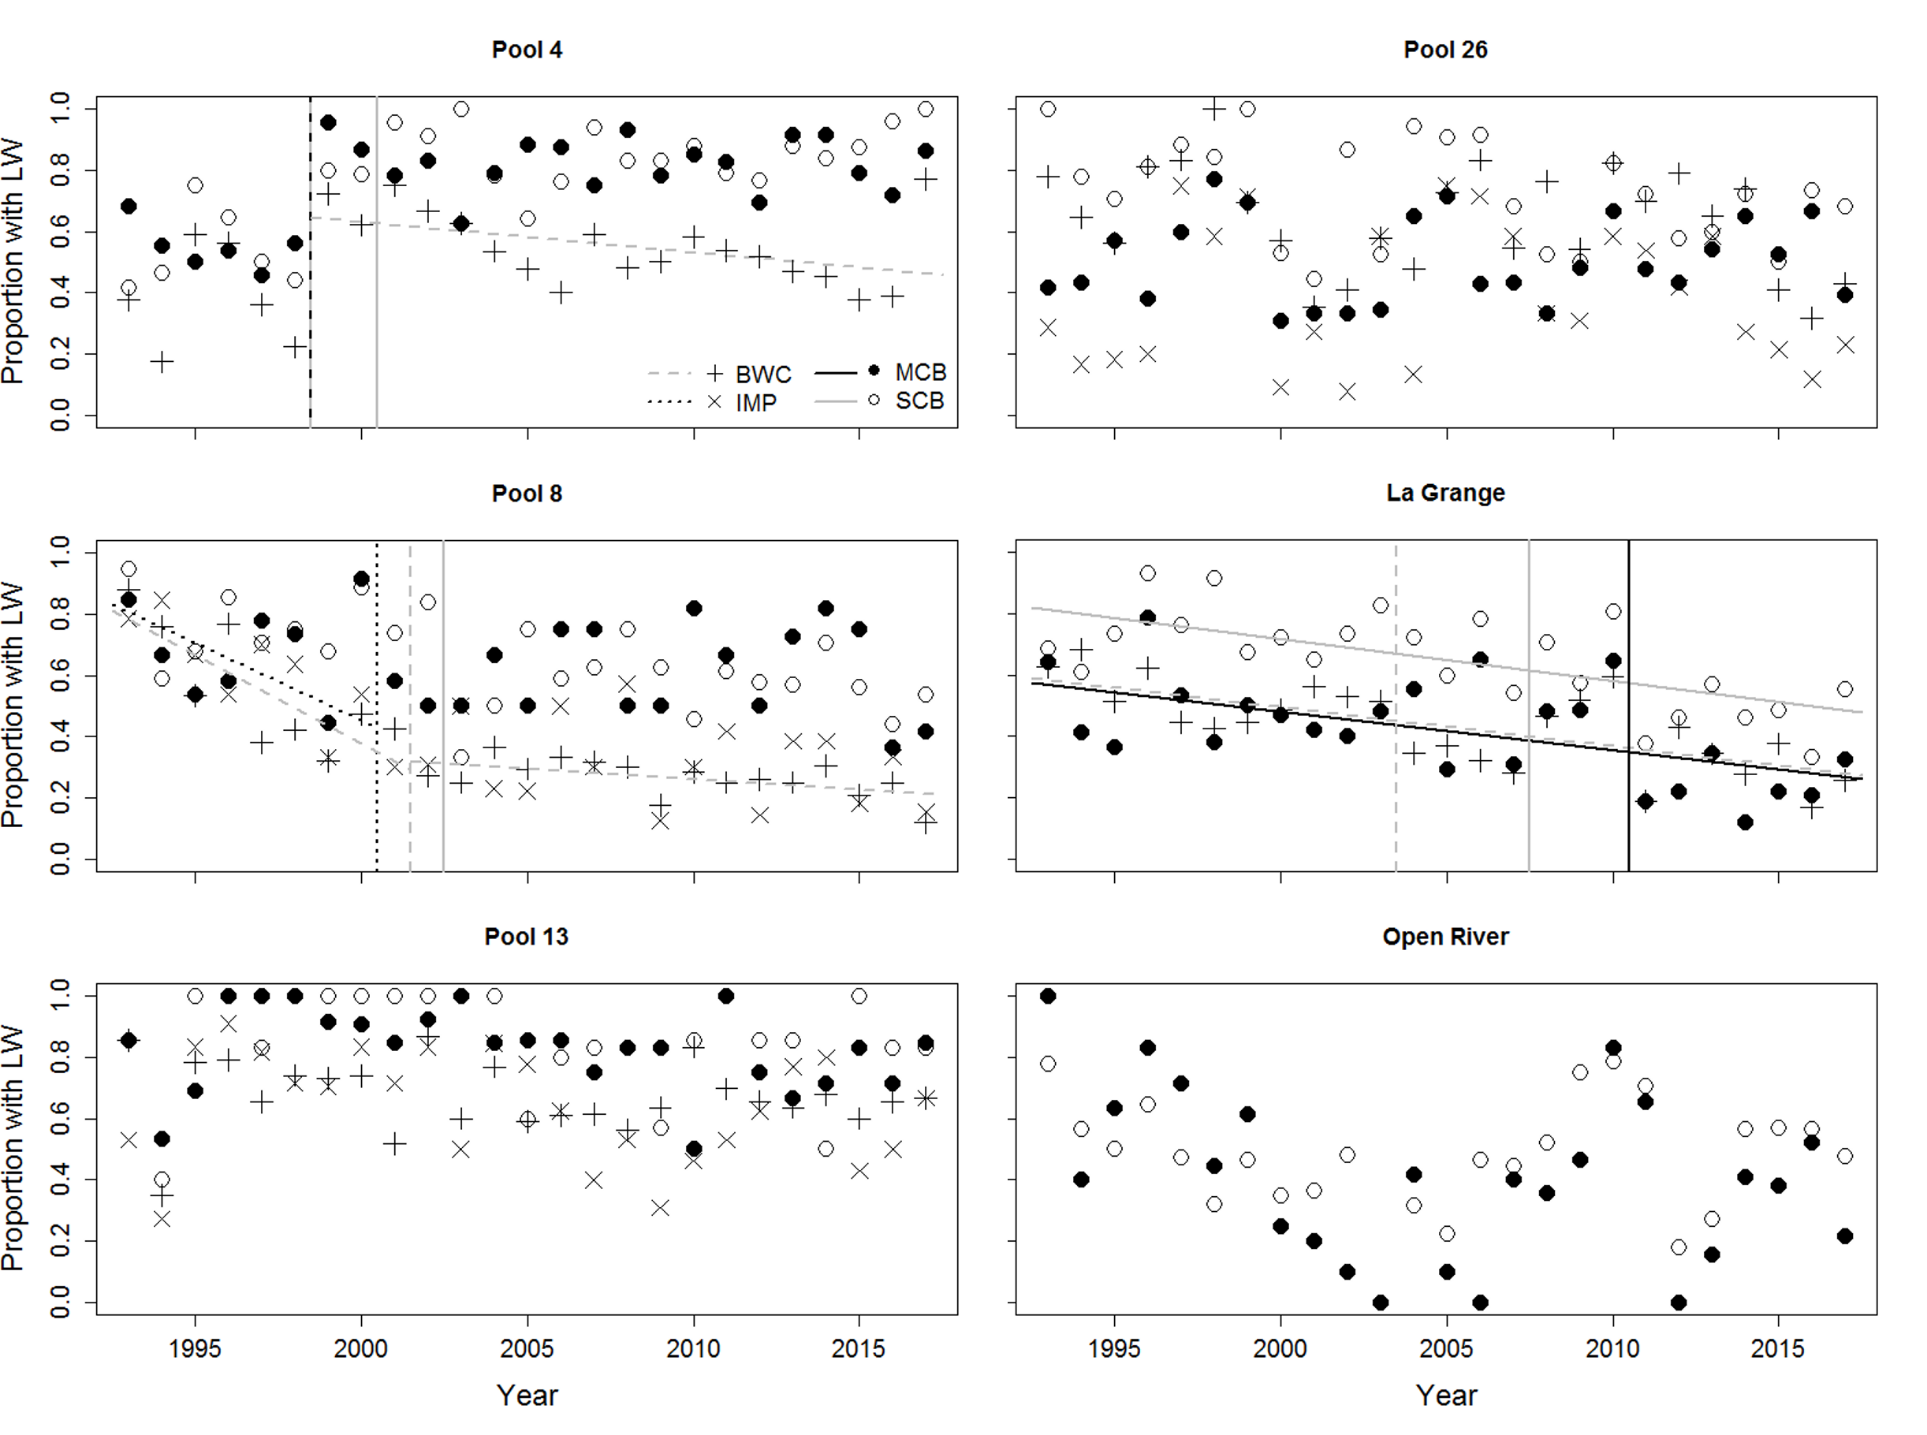 Pool 4
Pool 26
Proportion with LW
0.0 0.2 0.4 0.6 0.8 1.0
BWC
MCB
IMP
SCB
Pool 8
La Grange
Proportion with LW
0.0 0.2 0.4 0.6 0.8 1.0
Pool 13
Open River
Proportion with LW
0.0 0.2 0.4 0.6 0.8 1.0
1995 2000 2005 2010 2015
1995 2000 2005 2010 2015
Year
Year